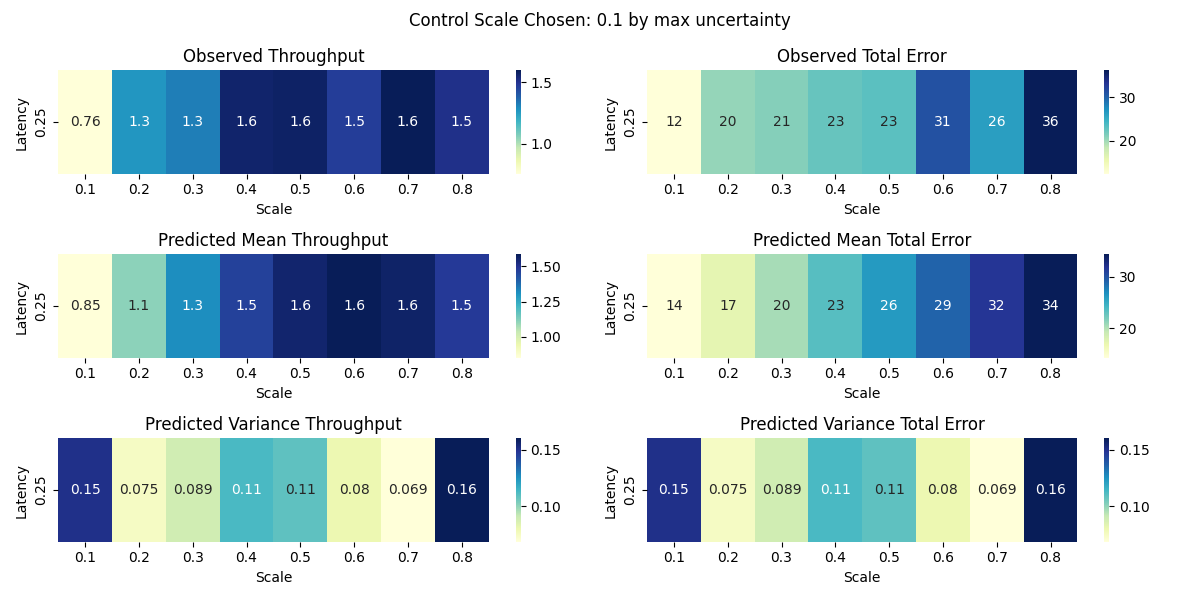 Control Scale Chosen: 0.1 by max uncertainty
Observed Throughput
Latency
0.25
0.76 1.3 1.3 1.6 1.6 1.5 1.6 1.5
0.1 0.2 0.3 0.4 0.5 0.6 0.7 0.8
Scale
1.5
1.0
Observed Total Error
Latency
0.25
12 20 21 23 23 31 26 36
0.1 0.2 0.3 0.4 0.5 0.6 0.7 0.8
Scale
30
20
Predicted Mean Throughput
Latency
0.25
0.85 1.1 1.3 1.5 1.6 1.6 1.6 1.5
0.1 0.2 0.3 0.4 0.5 0.6 0.7 0.8
Scale
1.50
1.25
1.00
Predicted Mean Total Error
Latency
0.25
14 17 20 23 26 29 32 34
0.1 0.2 0.3 0.4 0.5 0.6 0.7 0.8
Scale
30
20
Predicted Variance Throughput
Latency
0.25
0.15 0.075 0.089 0.11 0.11 0.08 0.069 0.16
0.1 0.2 0.3 0.4 0.5 0.6 0.7 0.8
Scale
0.15
0.10
Predicted Variance Total Error
Latency
0.25
0.15 0.075 0.089 0.11 0.11 0.08 0.069 0.16
0.1 0.2 0.3 0.4 0.5 0.6 0.7 0.8
Scale
0.15
0.10